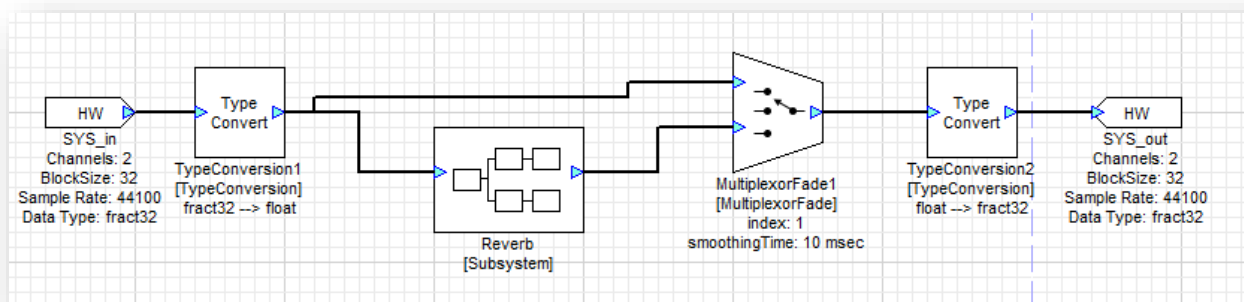 HW
SYS_in
Channels: 2
BlockSize: 32
Sample Rate: 44100
Data Type: fract32
Type
Convert
TypeConversion1
[TypeConversion]
fract32 --> float
Reverb
[Subsystem]
MultiplexorFade1
[MultiplexorFade]
index: 1
smoothingTime: 10 msec
Type
Convert
TypeConversion2
[TypeConversion]
float --> fract32
HW
SYS_out
Channels: 2
BlockSize: 32
Sample Rate: 44100
Data Type: fract32